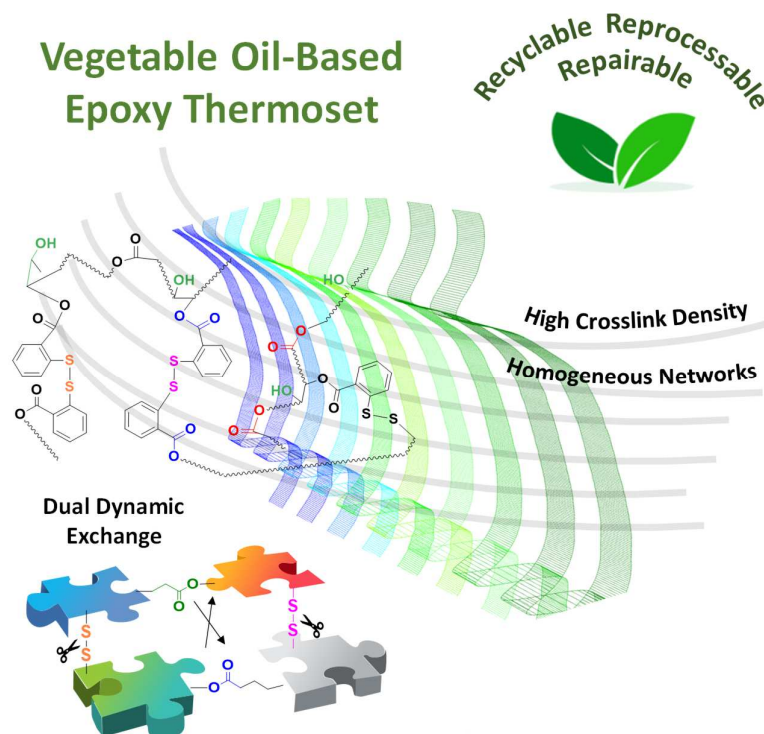 Vegetable Oil-Based
Epoxy Thermoset
Recyclable Reprocessable
Repairable
OH
O
O
O
O
S
S
O
O
OH
O
O
S
S
O
O
HO
O
O
HO
O
O
O
O
S
S
High Crosslink Density
Homogeneous Networks
Dual Dynamic
Exchange
O
O
S
S
S
S
O
O